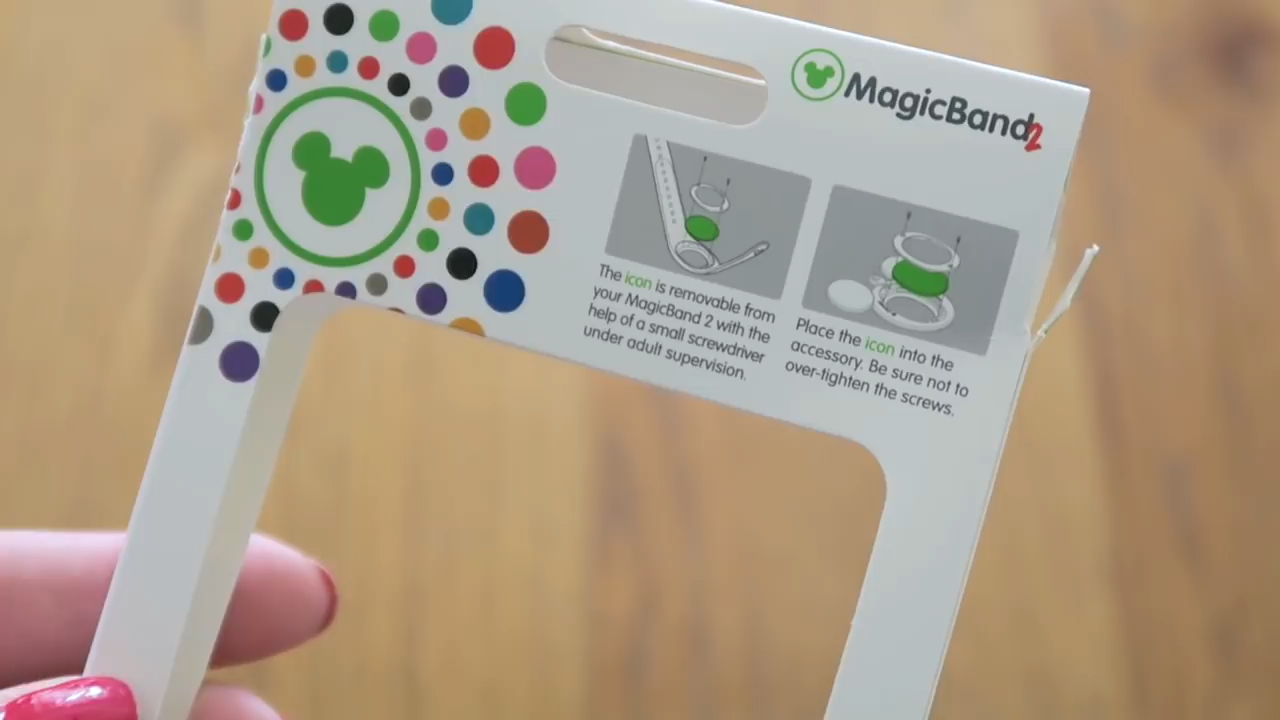 MagicBand2
The icon is removable from
your MagicBand 2 with the
help of a small screwdriver
under adult supervision.
Place the icon into the
accessory. Be sure not to
over-tighten the screws.